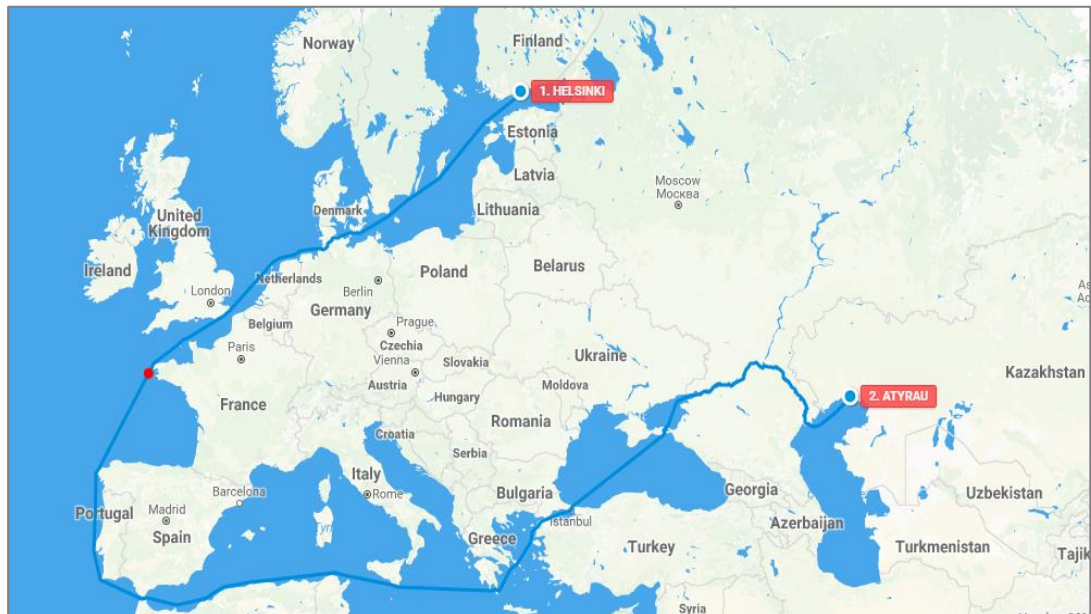 Norway
Finland
1. HELSINKI
Estonia
Latvia
Moscow
Москва
Denmark
Lithuania
United
Kingdom
Ireland
Netherlands
Belarus
London
Berlin
Poland
Germany
Belgium
Prague
Paris
Czechia
Ukraine
Vienna
Slovakia
Kazakhstan
Austria
Moldova
2. ATYRAU
France
Hungary
Romania
Croatia
Serbia
Italy
Barcelona
Rome
Bulgaria
Georgia
Uzbekistan
Portugal
Madrid
Spain
Istanbul
Azerbaijan
Greece
Turkey
Turkmenistan
Tajik
Syria